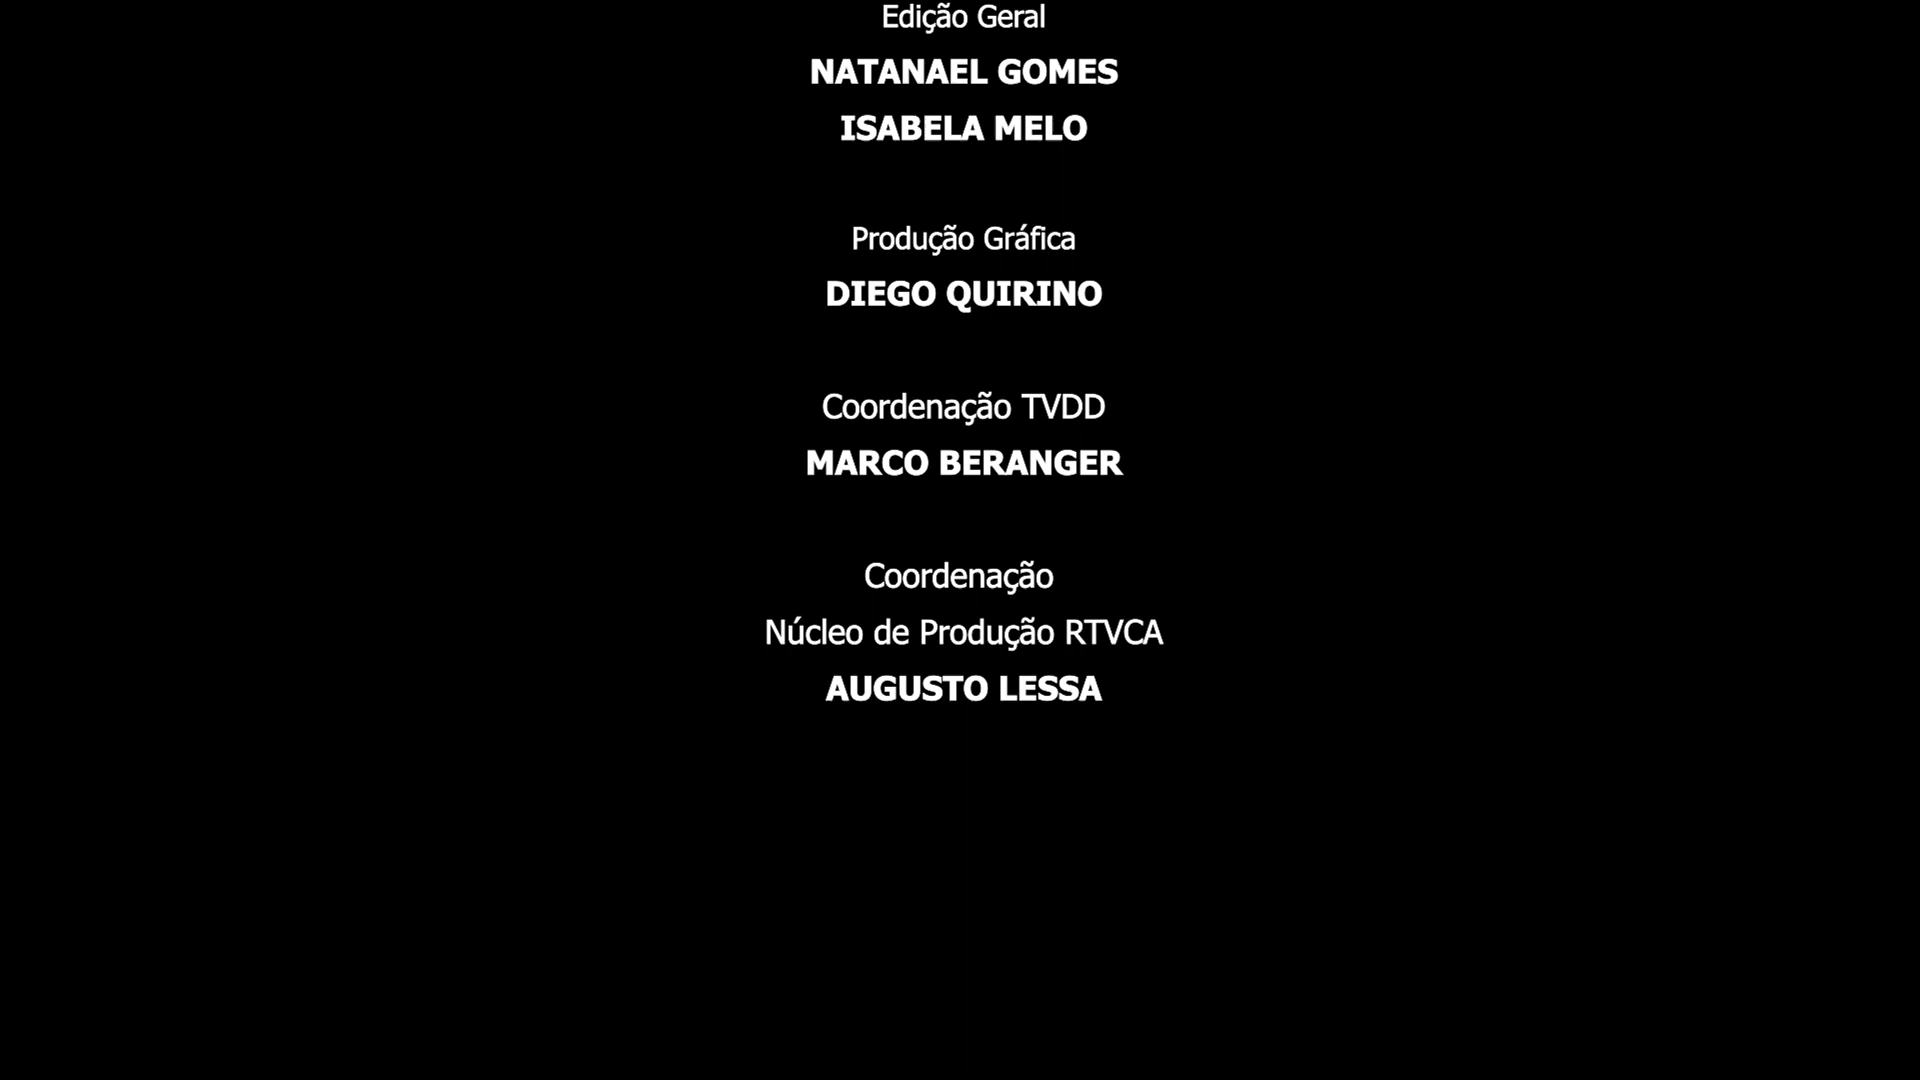 Edição Geral
NATANAEL GOMES
ISABELA MELO
Produção Gráfica
DIEGO QUIRINO
Coordenação TVDD
MARCO BERANGER
Coordenação
Núcleo de Produção RTVCA
AUGUSTO LESSA